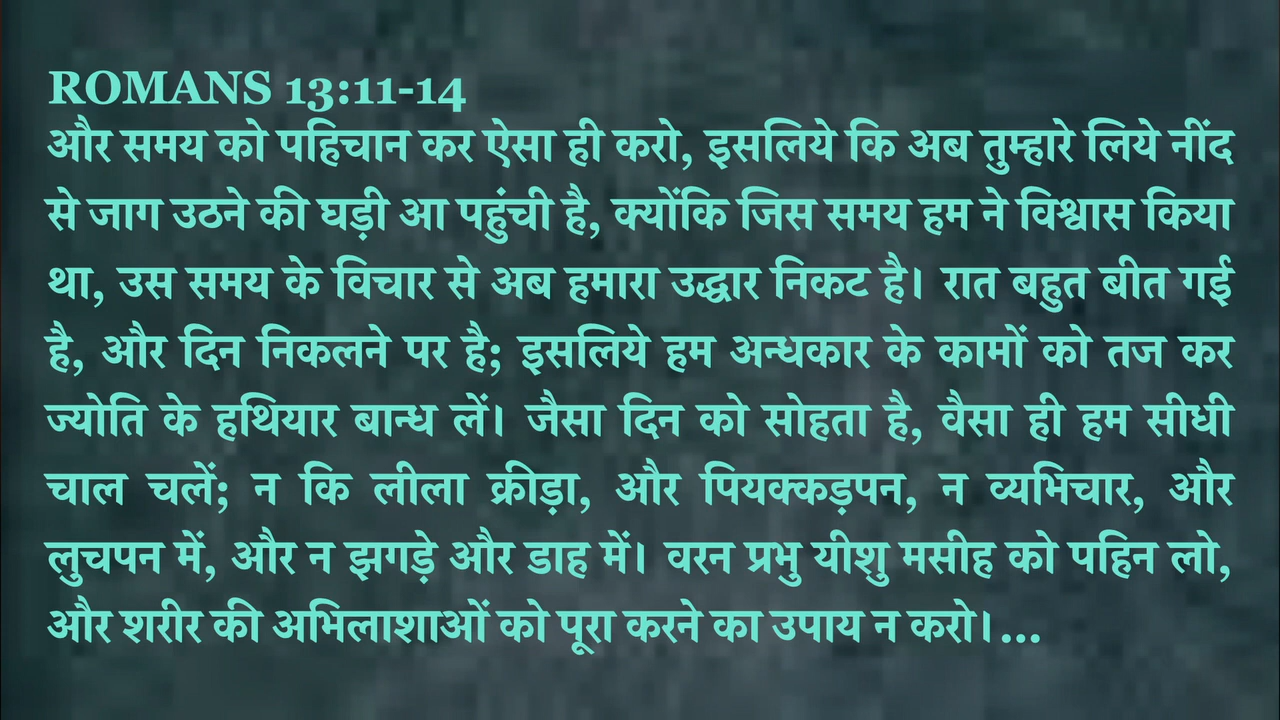 ROMANS 13:11-14
और समय को पहिचान कर ऐसा ही करो, इसलिये कि अब तुम्हारे लिये नींद
से जाग उठने की घड़ी आ पहुंची है, क्योंकि जिस समय हम ने विश्वास किया
था, उस समय के विचार से अब हमारा उद्धार निकट है। रात बहुत बीत गई
है, और दिन निकलने पर है; इसलिये हम अन्धकार के कामों को तज कर
ज्योति के हथियार बान्ध लें। जैसा दिन को सोहता है, वैसा ही हम सीधी
चाल चलें; न कि लीला क्रीड़ा, और पियक्कड़पन, न व्यभिचार, और
लुचपन में, और न झगड़े और डाह में। वरन प्रभु यीशु मसीह को पहिन लो,
और शरीर की अभिलाशाओं को पूरा करने का उपाय न करो।...